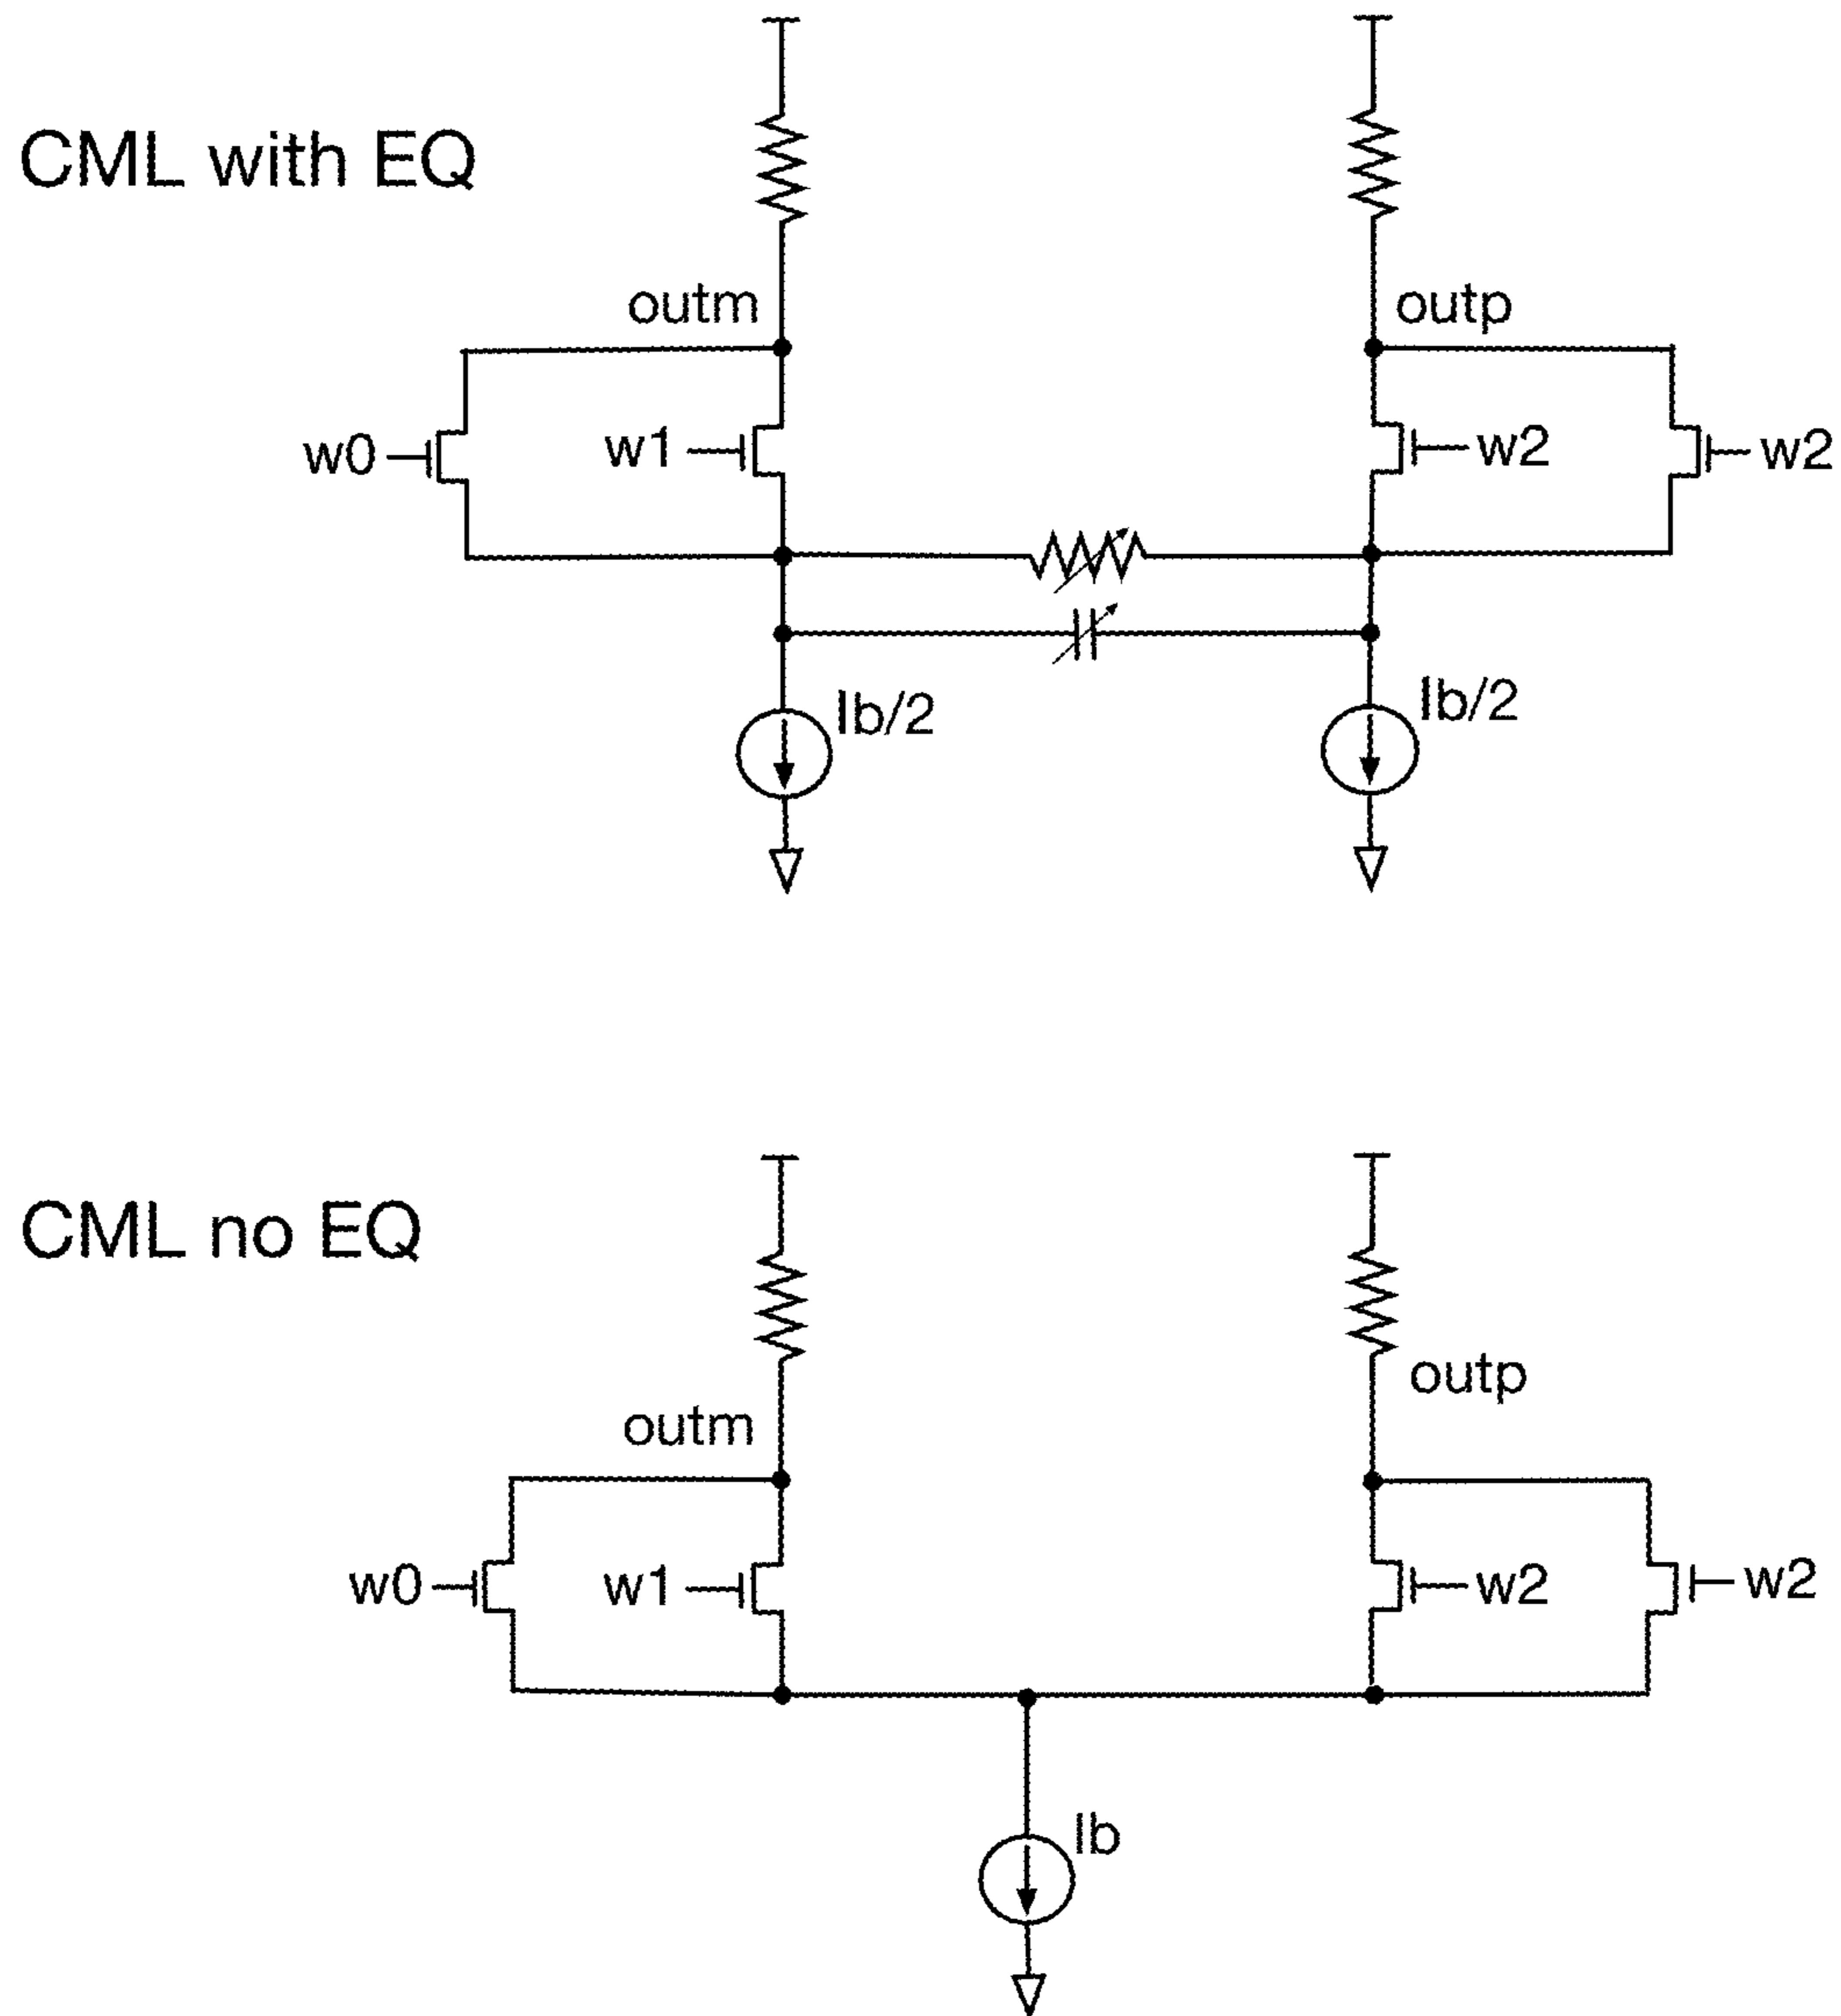 CML with EQ
outm
outp
w0
w1
w2
w2
Ib/2
Ib/2
CML no EQ
outp
outm
w0
w1
w2
w2
Ib